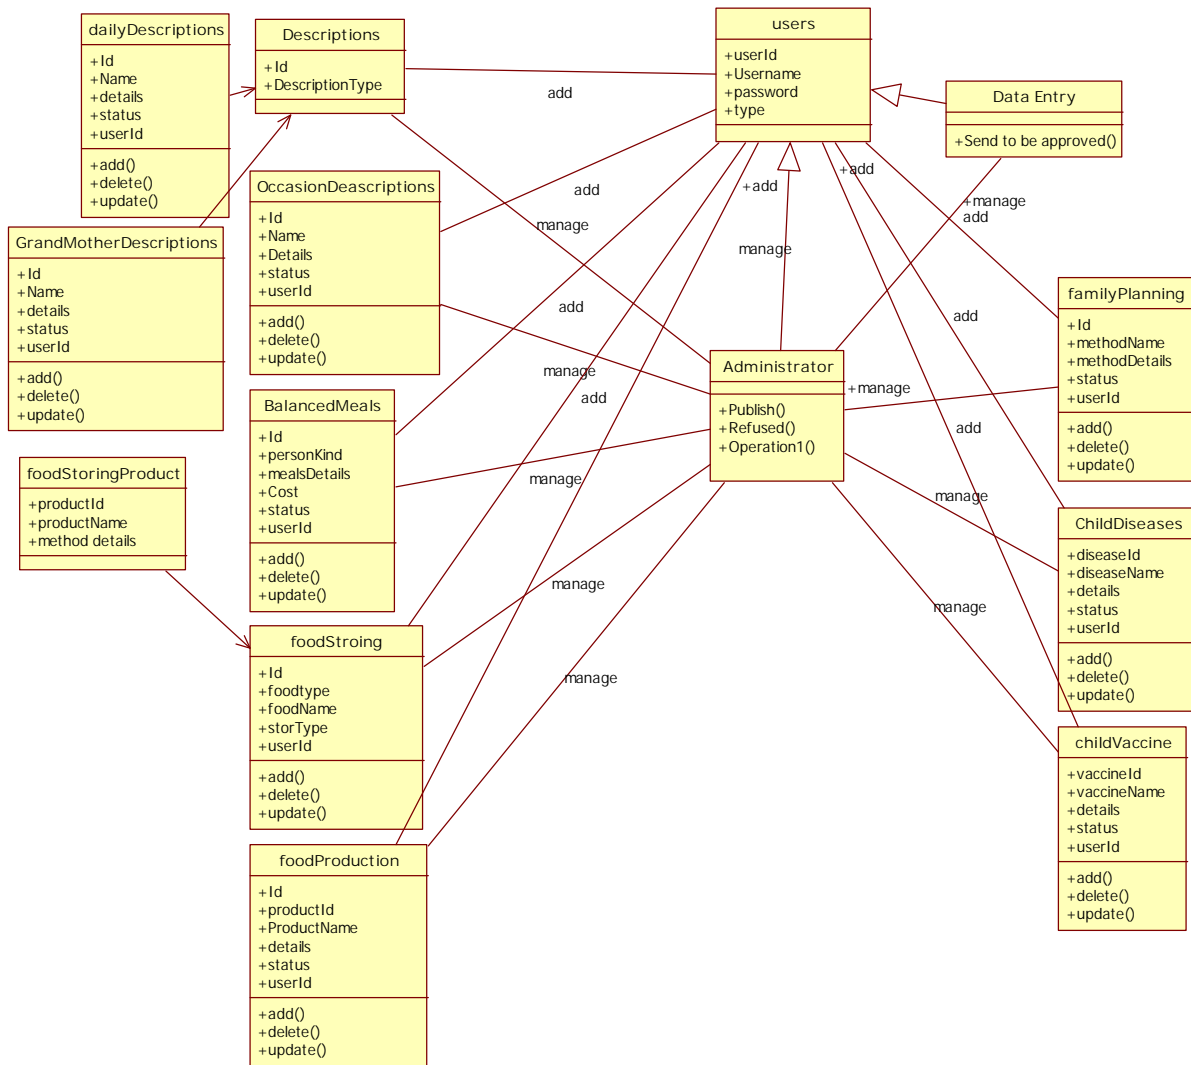 dailyDescriptions
+Id
+Name
+details
+status
+userId
+add()
+delete()
+update()
Descriptions
+Id
+DescriptionType
users
+userId
+Username
+password
+type
Data Entry
+Send to be approved()
add
OccasionDeascriptions
+Id
+Name
+Details
+status
+userId
+add()
+delete()
+update()
add
manage
+add
+add
manage
+manage
add
GrandMotherDescriptions
+Id
+Name
+details
+status
+userId
+add()
+delete()
+update()
familyPlanning
+Id
+methodName
+methodDetails
+status
+userId
+add()
+delete()
+update()
add
add
Administrator
+Publish()
+Refused()
+Operation1()
manage
add
+manage
BalancedMeals
+Id
+personKind
+mealsDetails
+Cost
+status
+userId
+add()
+delete()
+update()
add
foodStoringProduct
+productId
+productName
+method details
manage
manage
ChildDiseases
+diseaseId
+diseaseName
+details
+status
+userId
+add()
+delete()
+update()
manage
manage
foodStroing
+Id
+foodtype
+foodName
+storType
+userId
+add()
+delete()
+update()
manage
childVaccine
+vaccineId
+vaccineName
+details
+status
+userId
+add()
+delete()
+update()
foodProduction
+Id
+productId
+ProductName
+details
+status
+userId
+add()
+delete()
+update()